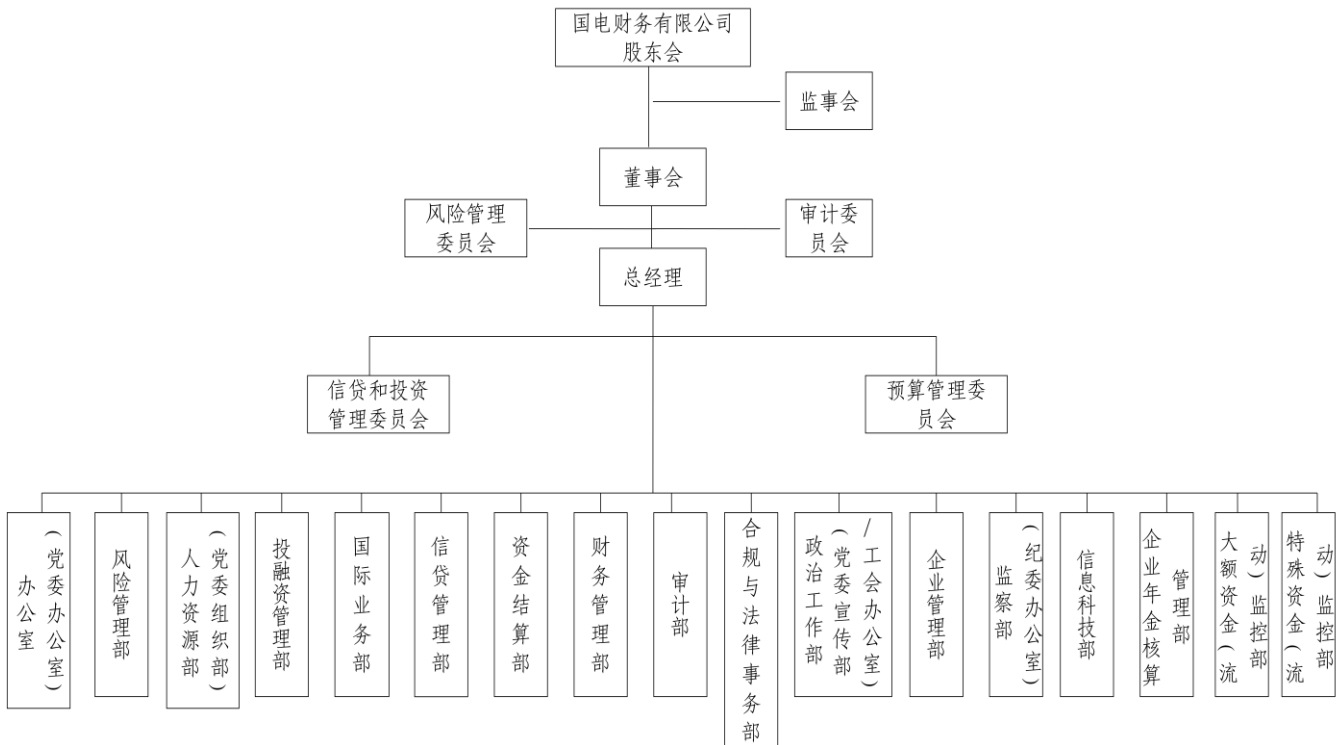 国电财务有限公司
股东会
监事会
董事会
风险管理
委员会
审计委
员会
总经理
信贷和投资
管理委员会
预算管理委
员会
办公室
(党委办公室)
风险管理部
人力资源部
(党委组织部)
投融资管理部
国际业务部
信贷管理部
资金结算部
财务管理部
审计部
合规与法律事务部
政治工作部
(党委宣传部
/工会办公室)
企业管理部
监察部
(纪委办公室)
信息科技部
企业年金核算
管理部
大额资金(流
动)监控部
特殊资金(流
动)监控部